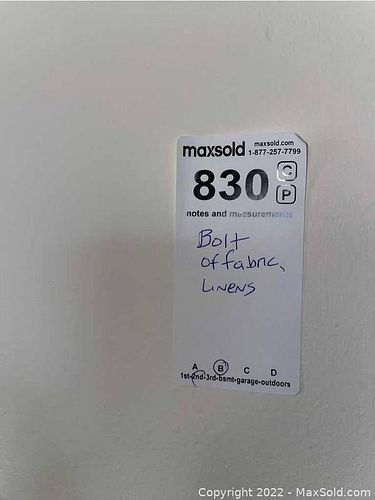 maxsold maxsold.com
1-877-257-7799
830 C
P
notes and measurements
Bolt
of fabric,
Linens
A B C D
1st-2nd-3rd-bsmt-garage-outdoors
Copyright © 2022 - MaxSold.com